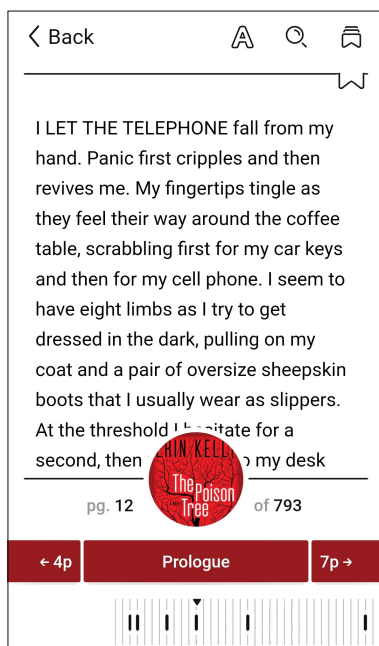 Back
I LET THE TELEPHONE fall from my
hand. Panic first cripples and then
revives me. My fingertips tingle as
they feel their way around the coffee
table, scrabbling first for my car keys
and then for my cell phone. I seem to
have eight limbs as I try to get
dressed in the dark, pulling on my
coat and a pair of oversize sheepskin
boots that I usually wear as slippers.
At the threshold I hesitate for a
second, then my desk
ERIN KELLY
The
Poison
Tree
pg. 12
of 793
← 4p
Prologue
7p →